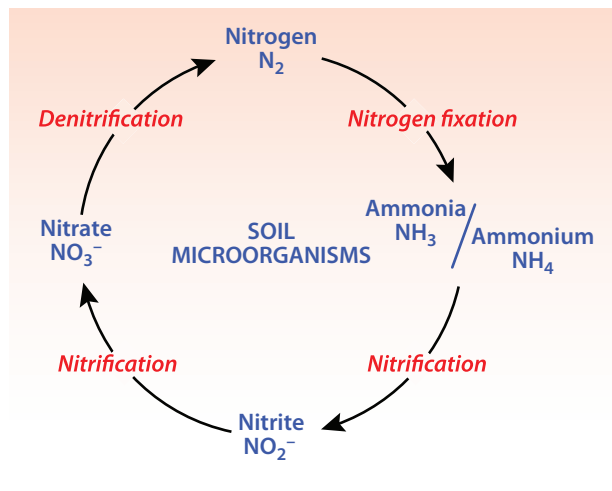 Nitrogen
N₂
Denitrification
Nitrogen fixation
Ammonia
NH₃
Ammonium
NH₄
Nitrate
NO₃⁻
SOIL
MICROORGANISMS
Nitrification
Nitrification
Nitrite
NO₂⁻